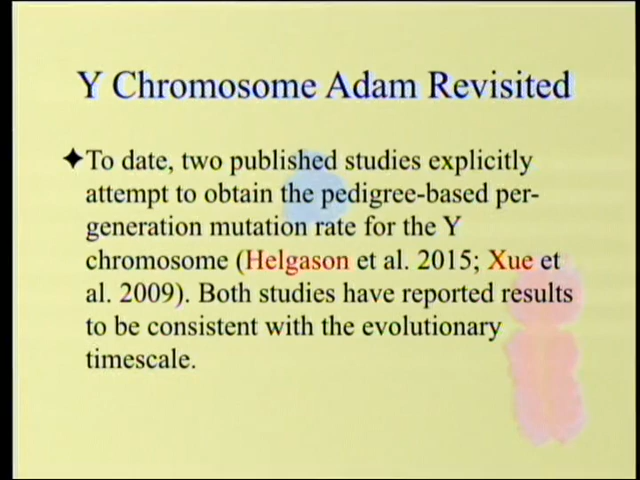 Y Chromosome Adam Revisited
To date, two published studies explicitly
attempt to obtain the pedigree-based per-
generation mutation rate for the Y
chromosome (Helgason et al. 2015; Xue et
al. 2009). Both studies have reported results
to be consistent with the evolutionary
timescale.